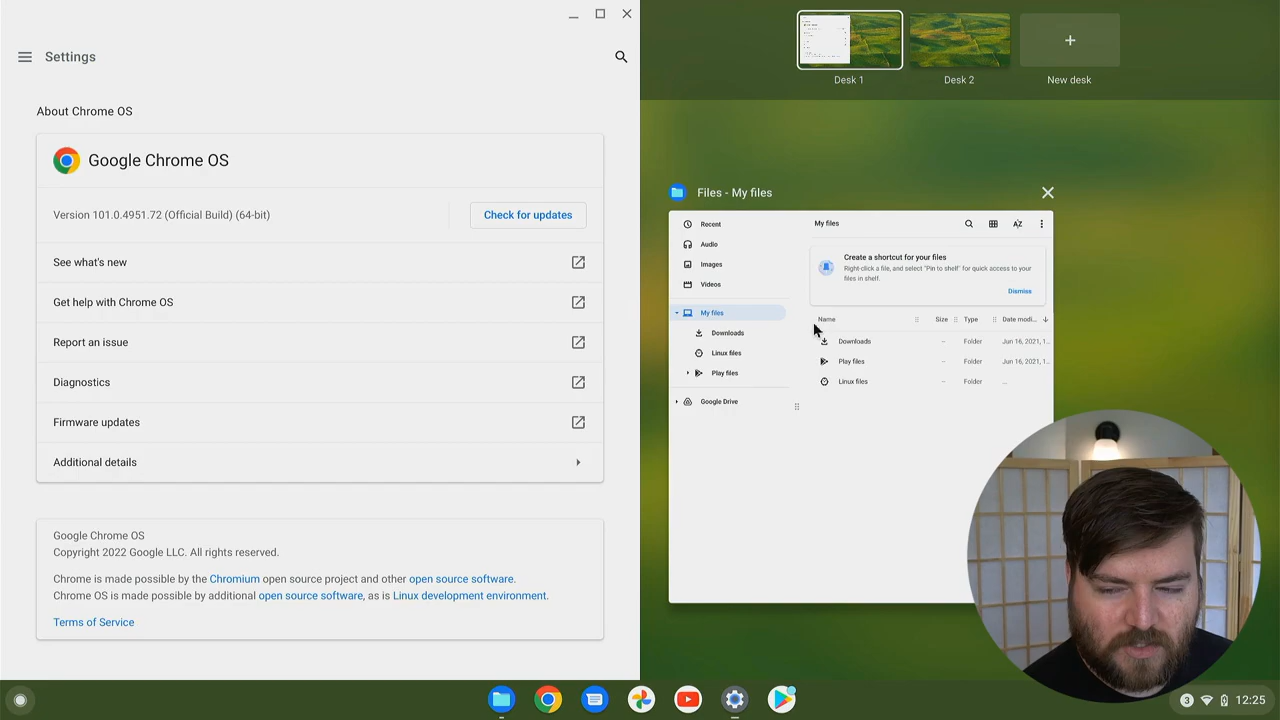 Settings
About Chrome OS
Google Chrome OS
Version 101.0.4951.72 (Official Build) (64-bit)
Check for updates
See what's new
Get help with Chrome OS
Report an issue
Diagnostics
Firmware updates
Additional details
Google Chrome OS
Copyright 2022 Google LLC. All rights reserved.
Chrome is made possible by the Chromium open source project and other open source software.
Chrome OS is made possible by additional open source software, as is Linux development environment.
Terms of Service
Desk 1
Desk 2
New desk
Files - My files
Recent
Audio
Images
Videos
My files
Downloads
Linux files
Play files
Google Drive
My files
AZ
Create a shortcut for your files
Right-click a file, and select "Pin to shelf" for quick access to your
files in shelf.
Dismiss
Name Size Type Date modi...
Downloads -- Folder Jun 16, 2021, 1...
Play files -- Folder Jun 16, 2021, 1...
Linux files -- Folder ...
3 12:25